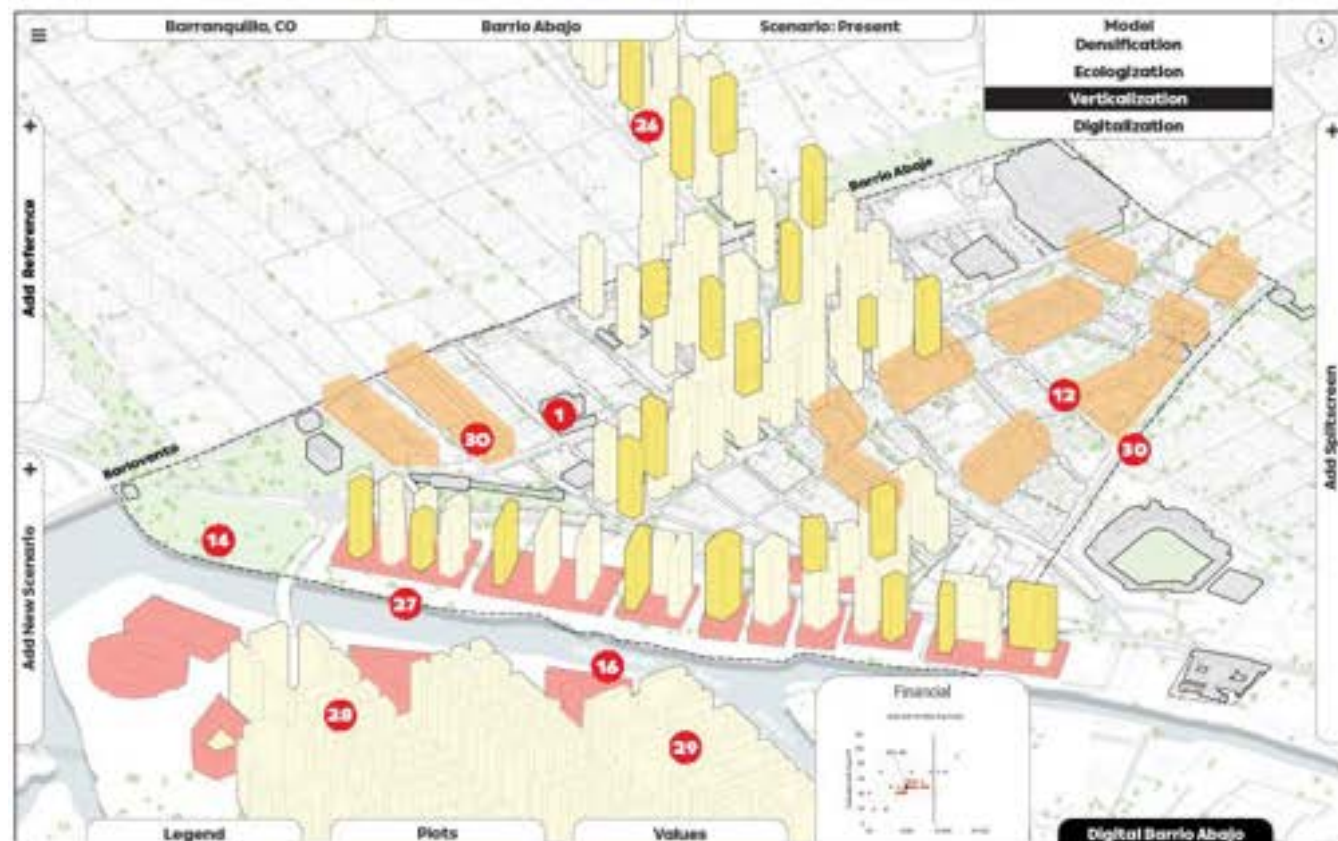 Barranquilla, CO
Barrio Abajo
Scenario: Present
Model
Densification
Ecologization
Verticalization
Digitalization
+
Add Reference
+
Add New Scenario
+
Add Splitscreen
26
Barrio Abajo
1
30
12
30
Barlovento
14
27
16
28
29
Financial
Legend
Plots
Values
Digital Barrio Abajo